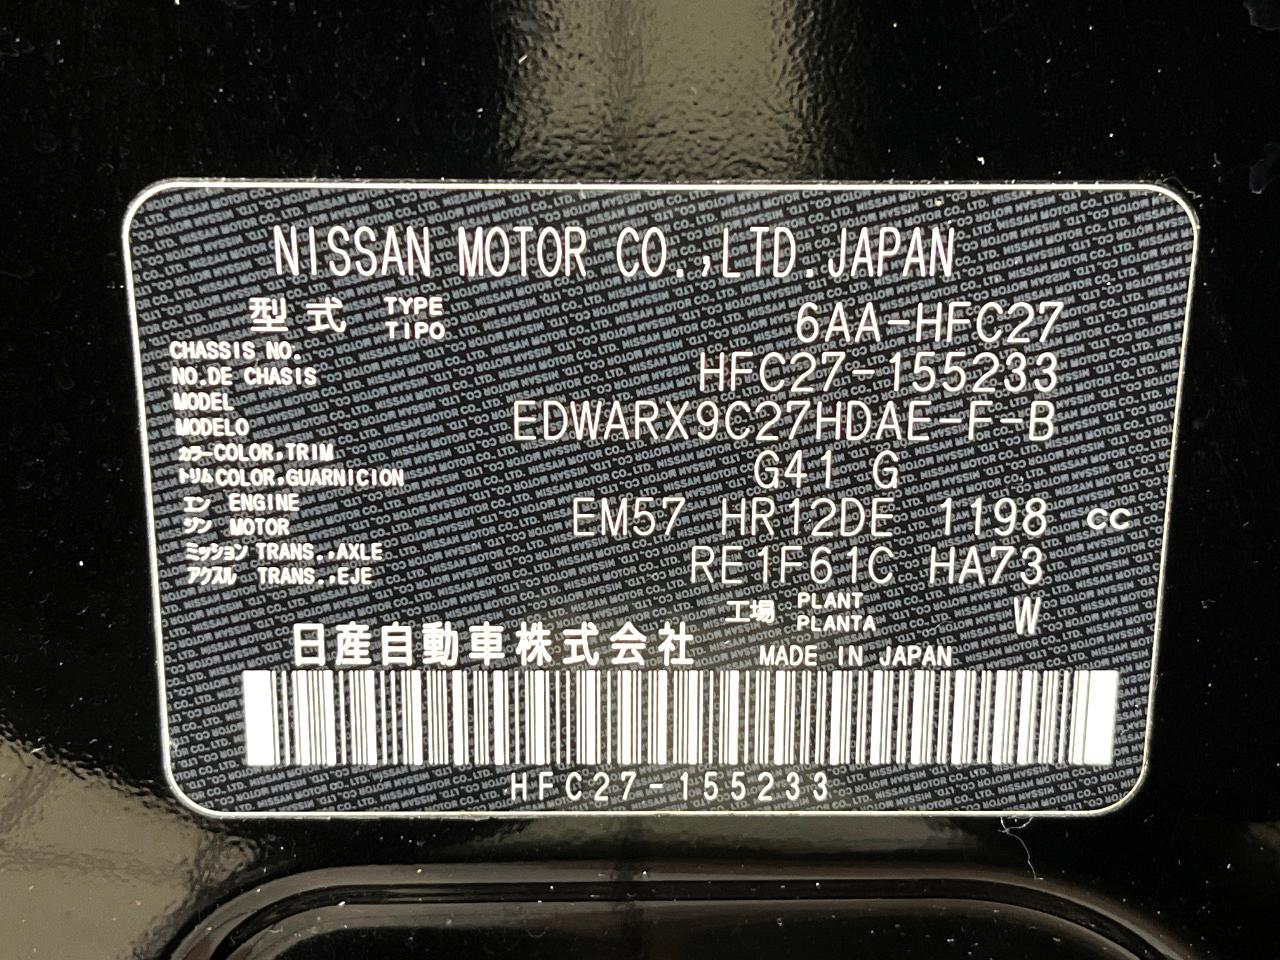 NISSAN MOTOR CO.,LTD.JAPAN
型式 TYPE TIPO 6AA-HFC27
CHASSIS NO.
NO.DE CHASIS HFC27-155233
MODEL
MODELO EDWARX9C27HDAE-F-B
カラー COLOR,TRIM
トリム COLOR,GUARNICION G41 G
エン ENGINE
ジン MOTOR EM57 HR12DE 1198 CC
ミッション TRANS.,AXLE
アクスル TRANS.,EJE RE1F61C HA73
工場 PLANT PLANTA W
日産自動車株式会社 MADE IN JAPAN
HFC27-155233